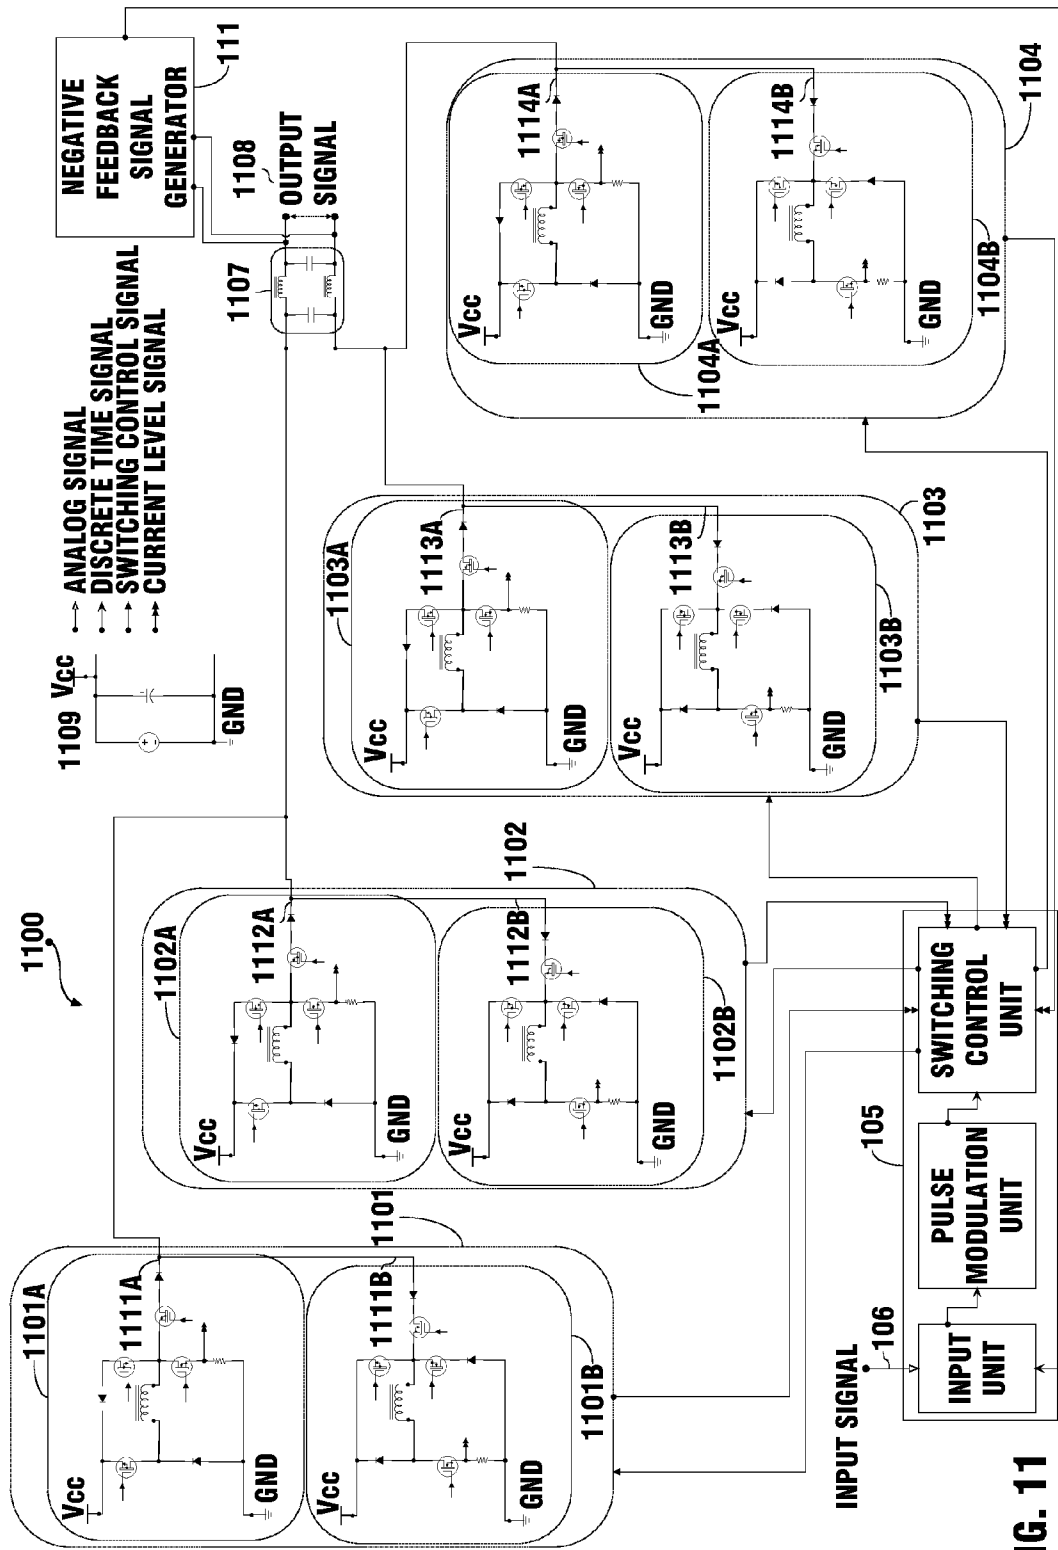 1100
1109
Vcc
GND
ANALOG SIGNAL
DISCRETE TIME SIGNAL
SWITCHING CONTROL SIGNAL
CURRENT LEVEL SIGNAL
NEGATIVE
FEEDBACK
SIGNAL
GENERATOR
111
1107
1108
OUTPUT
SIGNAL
1101
1101A
1111A
Vcc
GND
1111B
Vcc
GND
1101B
1102
1102A
1112A
Vcc
GND
1112B
Vcc
GND
1102B
1103A
1113A
Vcc
GND
1113B
Vcc
GND
1103B
1103
1114A
Vcc
GND
1104A
1114B
Vcc
GND
1104B
1104
INPUT SIGNAL
106
105
INPUT
UNIT
PULSE
MODULATION
UNIT
SWITCHING
CONTROL
UNIT
IG. 11